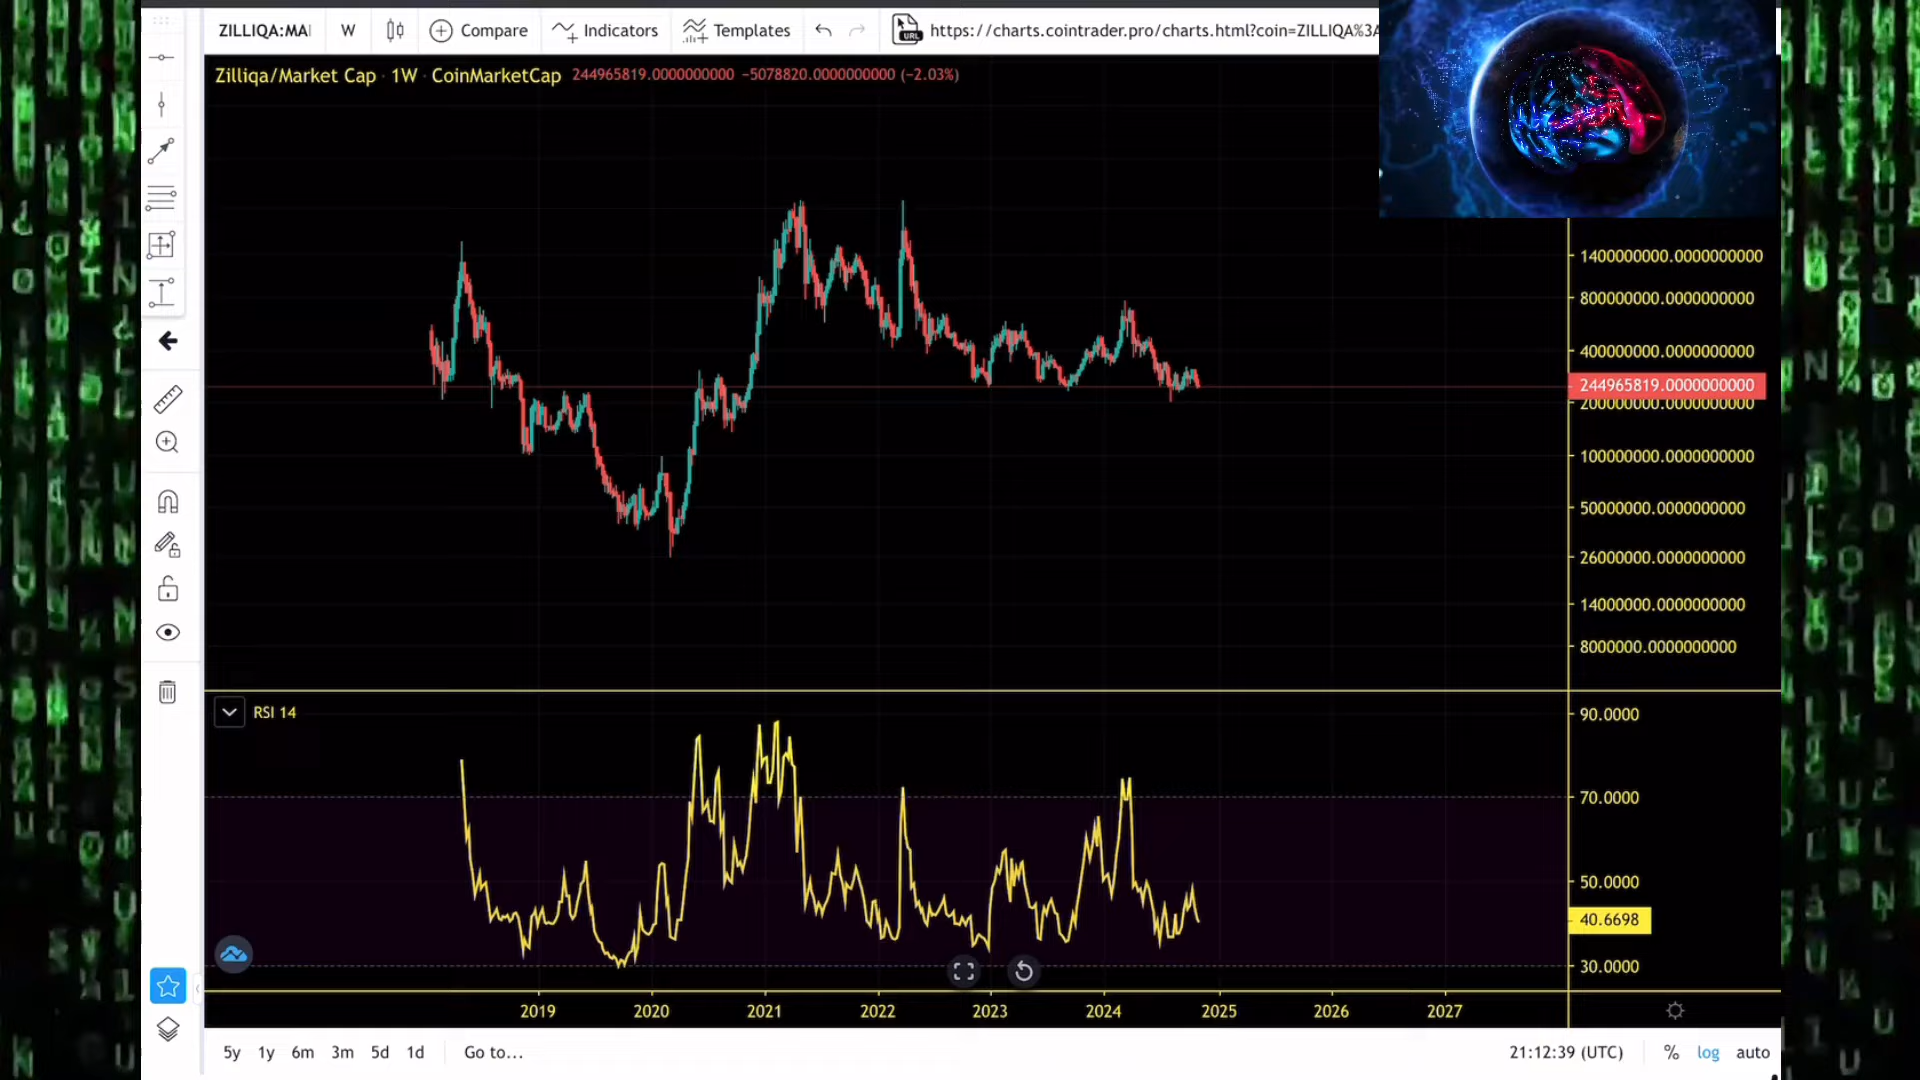 ZILLIQA:MA
W
Compare
Indicators
Templates
URL
https://charts.cointrader.pro/charts.html?coin=ZILLIQA%3A
Zilliqa/Market Cap · 1W · CoinMarketCap 244965819.0000000000 −5078820.0000000000 (−2.03%)
1400000000.0000000000
800000000.0000000000
400000000.0000000000
244965819.0000000000
200000000.0000000000
100000000.0000000000
50000000.0000000000
26000000.0000000000
14000000.0000000000
8000000.0000000000
RSI 14
90.0000
70.0000
50.0000
40.6698
30.0000
2019 2020 2021 2022 2023 2024 2025 2026 2027
5y 1y 6m 3m 5d 1d Go to... 21:12:39 (UTC) % log auto